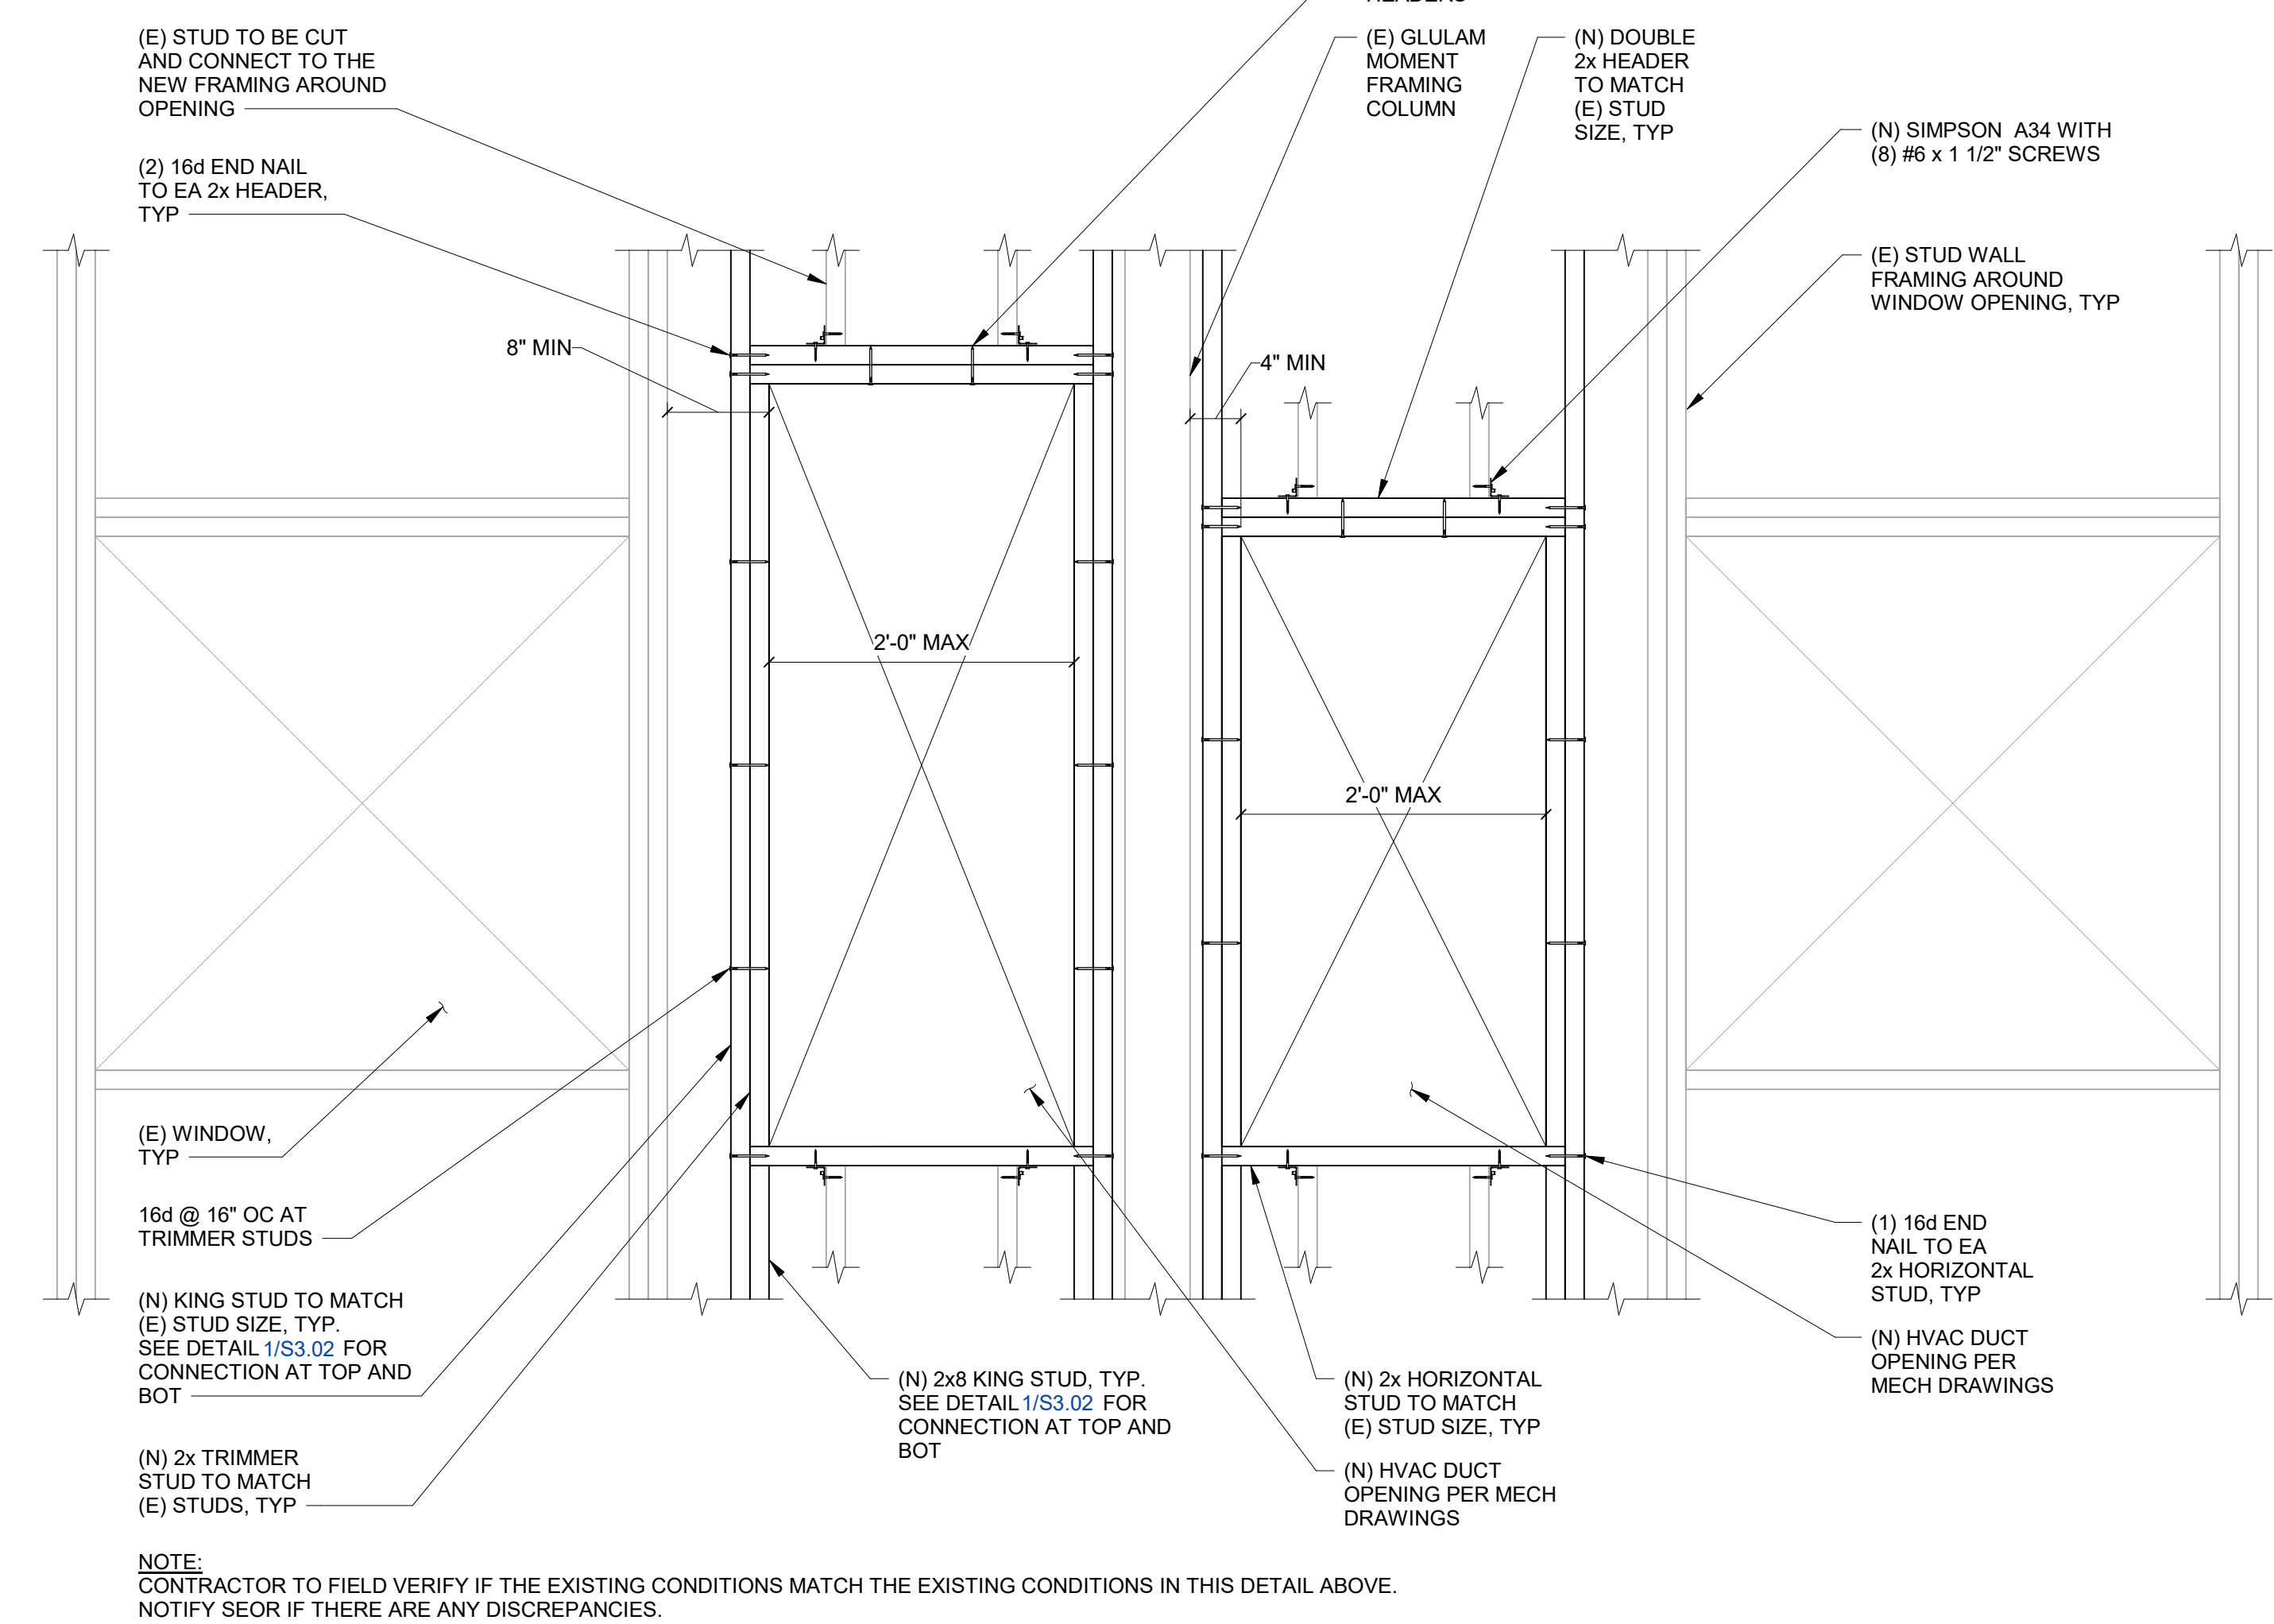 HEADERS
(E) STUD TO BE CUT
AND CONNECT TO THE
NEW FRAMING AROUND
OPENING
(E) GLULAM
MOMENT
FRAMING
COLUMN
(N) DOUBLE
2x HEADER
TO MATCH
(E) STUD
SIZE, TYP
(N) SIMPSON A34 WITH
(8) #6 x 1 1/2" SCREWS
(2) 16d END NAIL
TO EA 2x HEADER,
TYP
(E) STUD WALL
FRAMING AROUND
WINDOW OPENING, TYP
8" MIN
4" MIN
2'-0" MAX
2'-0" MAX
(E) WINDOW,
TYP
16d @ 16" OC AT
TRIMMER STUDS
(N) KING STUD TO MATCH
(E) STUD SIZE, TYP.
SEE DETAIL 1/S3.02 FOR
CONNECTION AT TOP AND
BOT
(N) 2x TRIMMER
STUD TO MATCH
(E) STUDS, TYP
(N) 2x8 KING STUD, TYP.
SEE DETAIL 1/S3.02 FOR
CONNECTION AT TOP AND
BOT
(N) 2x HORIZONTAL
STUD TO MATCH
(E) STUD SIZE, TYP
(N) HVAC DUCT
OPENING PER MECH
DRAWINGS
(1) 16d END
NAIL TO EA
2x HORIZONTAL
STUD, TYP
(N) HVAC DUCT
OPENING PER
MECH DRAWINGS
NOTE:
CONTRACTOR TO FIELD VERIFY IF THE EXISTING CONDITIONS MATCH THE EXISTING CONDITIONS IN THIS DETAIL ABOVE.
NOTIFY SEOR IF THERE ARE ANY DISCREPANCIES.